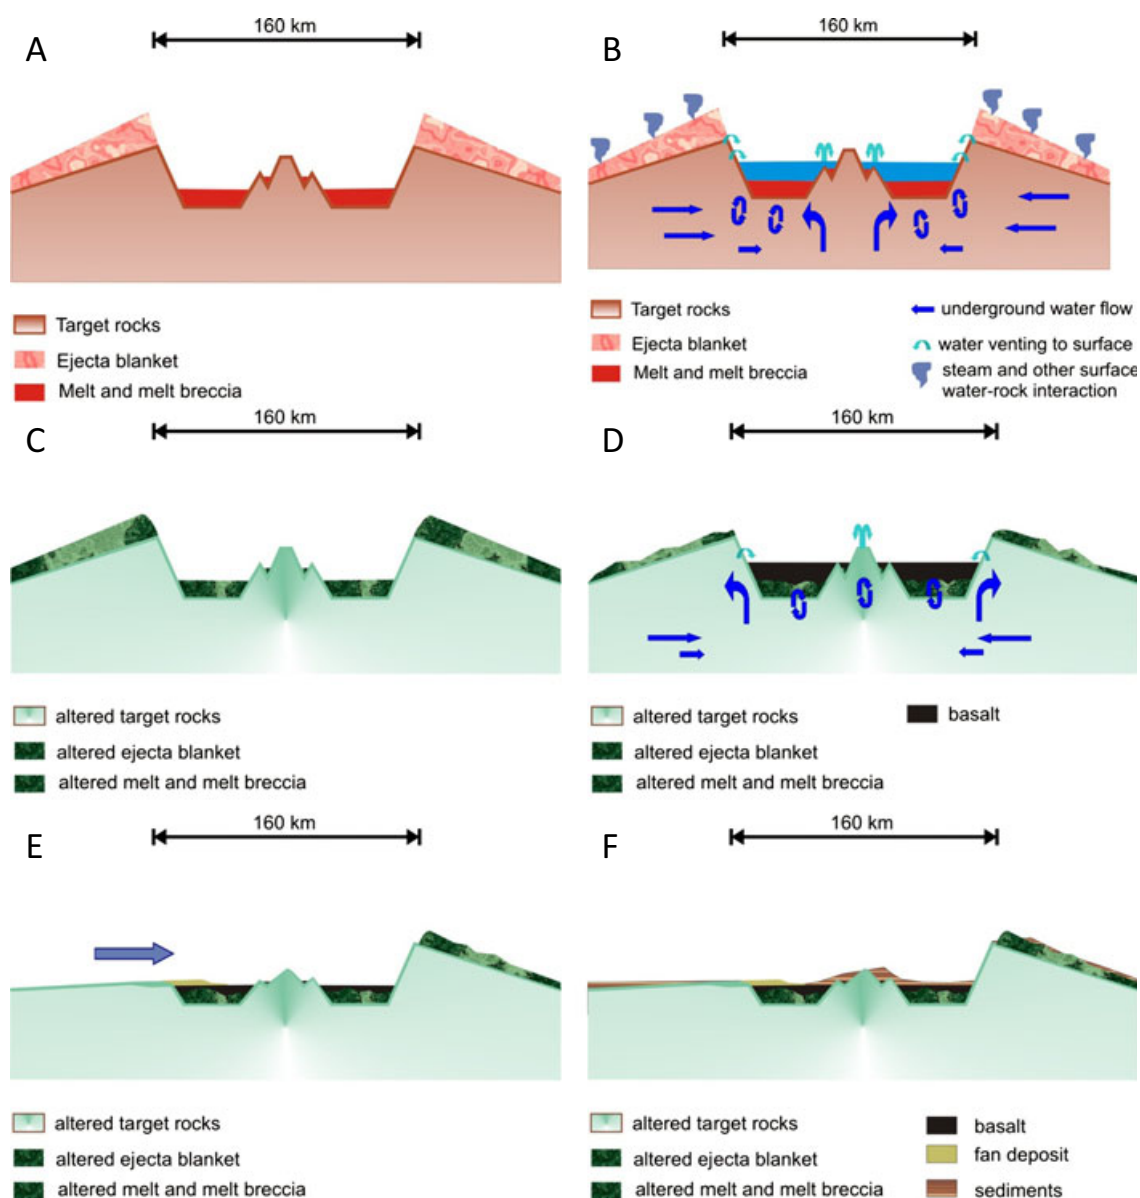 A
160 km
Target rocks
Ejecta blanket
Melt and melt breccia
B
160 km
Target rocks
Ejecta blanket
Melt and melt breccia
underground water flow
water venting to surface
steam and other surface
water-rock interaction
C
160 km
altered target rocks
altered ejecta blanket
altered melt and melt breccia
D
160 km
altered target rocks
altered ejecta blanket
altered melt and melt breccia
basalt
E
160 km
altered target rocks
altered ejecta blanket
altered melt and melt breccia
F
160 km
altered target rocks
altered ejecta blanket
altered melt and melt breccia
basalt
fan deposit
sediments